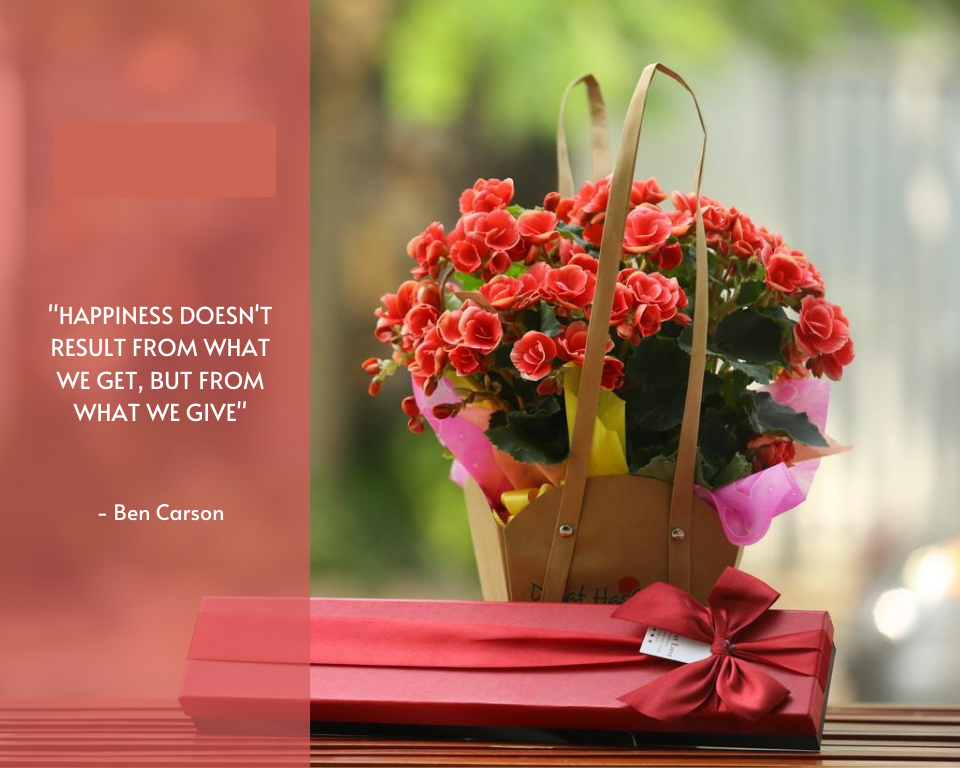 "HAPPINESS DOESN'T
RESULT FROM WHAT
WE GET, BUT FROM
WHAT WE GIVE"
- Ben Carson